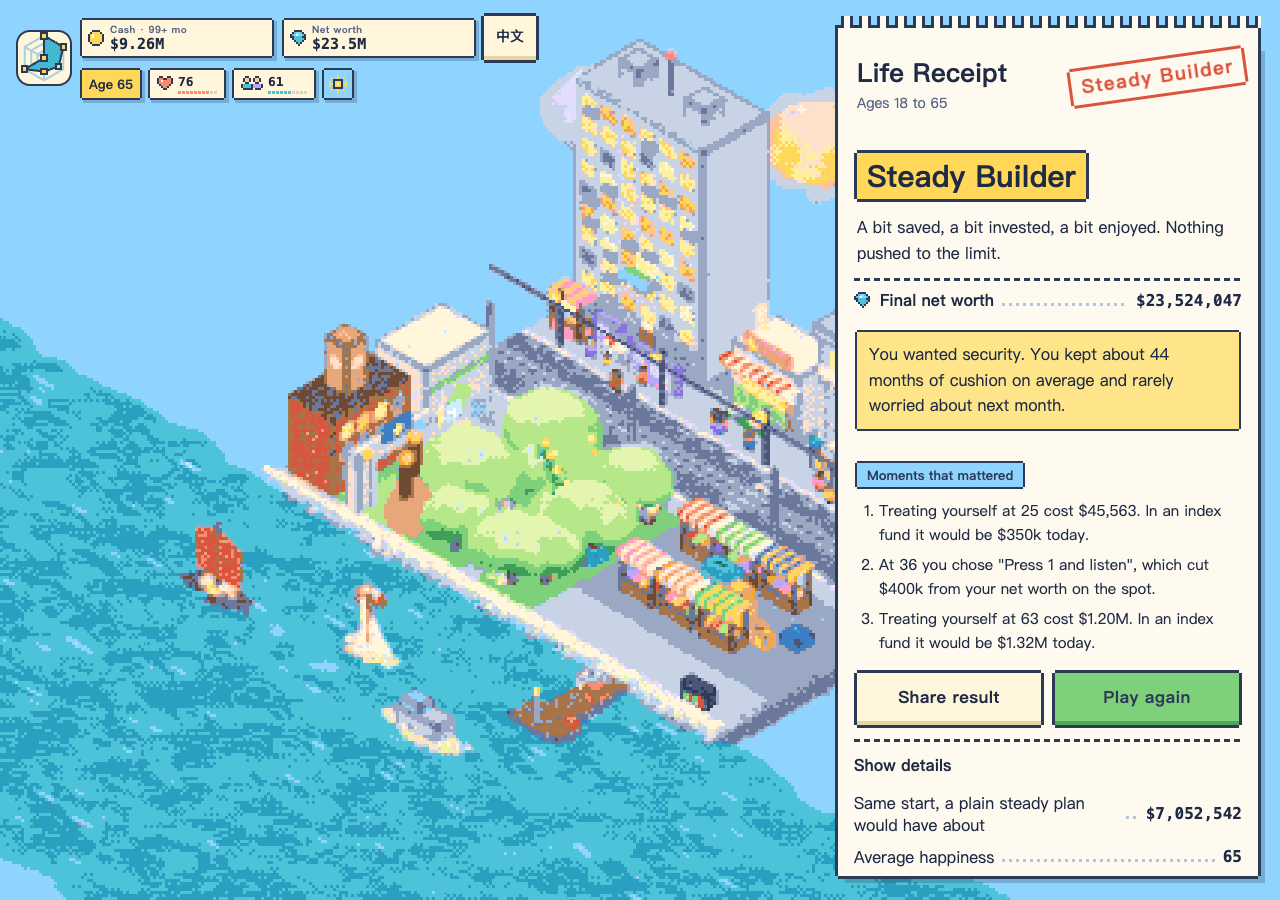 Cash · 99+ mo
$9.26M
Net worth
$23.5M
中文
Age 65
76
61
Life Receipt
Ages 18 to 65
Steady Builder
Steady Builder
A bit saved, a bit invested, a bit enjoyed. Nothing
pushed to the limit.
Final net worth $23,524,047
You wanted security. You kept about 44
months of cushion on average and rarely
worried about next month.
Moments that mattered
1. Treating yourself at 25 cost $45,563. In an index
fund it would be $350k today.
2. At 36 you chose "Press 1 and listen", which cut
$400k from your net worth on the spot.
3. Treating yourself at 63 cost $1.20M. In an index
fund it would be $1.32M today.
Share result
Play again
Show details
Same start, a plain steady plan
would have about $7,052,542
Average happiness 65